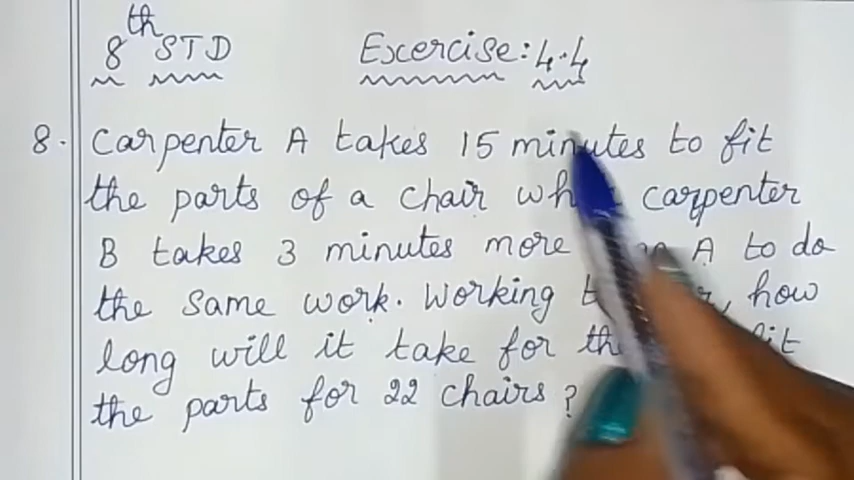 8th STD Exercise: 4.4
8. Carpenter A takes 15 minutes to fit
the parts of a chair carpenter
B takes 3 minutes more A to do
the same work. Working how
long will it take for
the parts for 22 chairs?